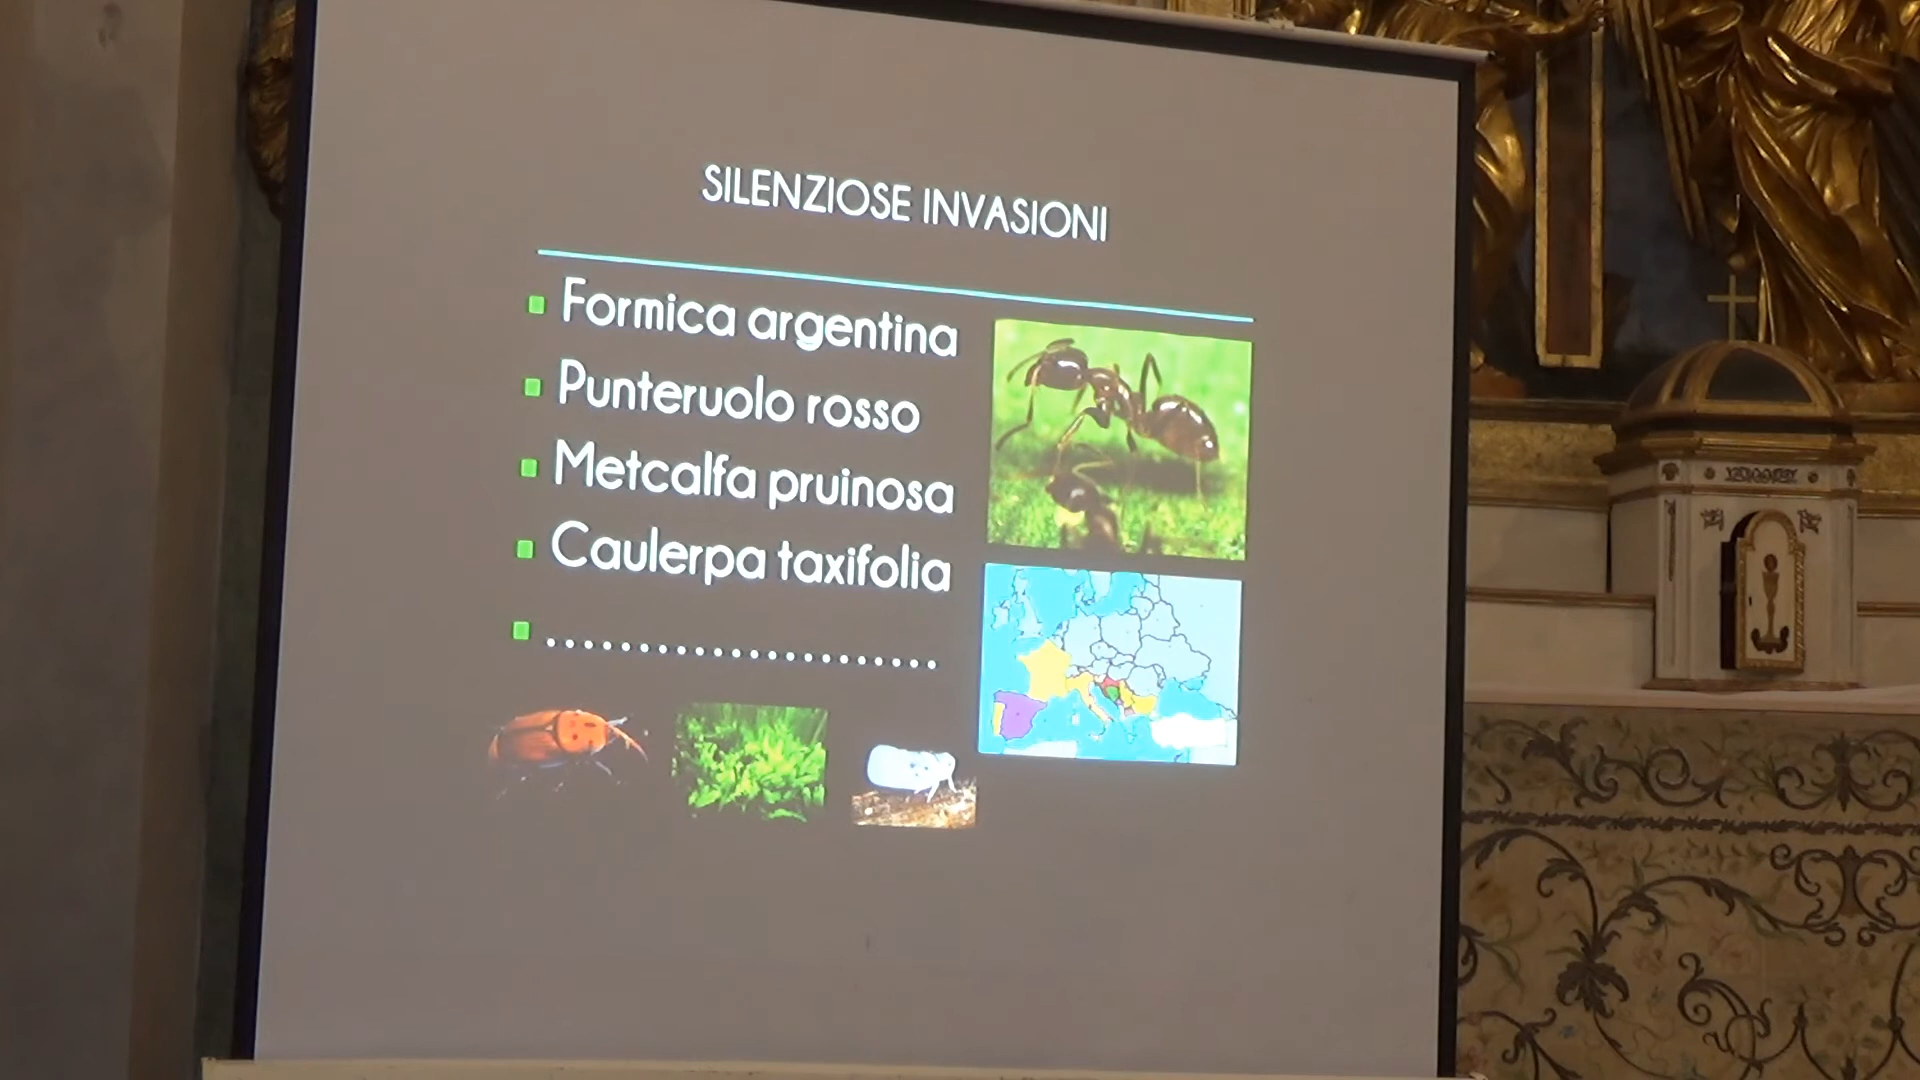 SILENZIOSE INVASIONI
Formica argentina
Punteruolo rosso
Metcalfa pruinosa
Caulerpa taxifolia
......................